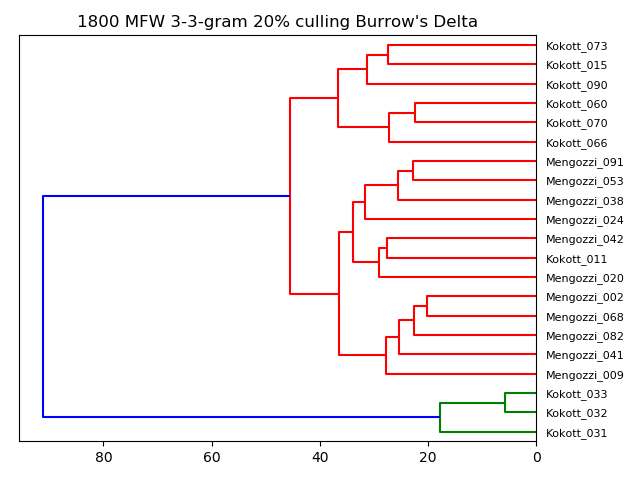 1800 MFW 3-3-gram 20% culling Burrow's Delta
Kokott_073
Kokott_015
Kokott_090
Kokott_060
Kokott_070
Kokott_066
Mengozzi_091
Mengozzi_053
Mengozzi_038
Mengozzi_024
Mengozzi_042
Kokott_011
Mengozzi_020
Mengozzi_002
Mengozzi_068
Mengozzi_082
Mengozzi_041
Mengozzi_009
Kokott_033
Kokott_032
Kokott_031
80 60 40 20 0